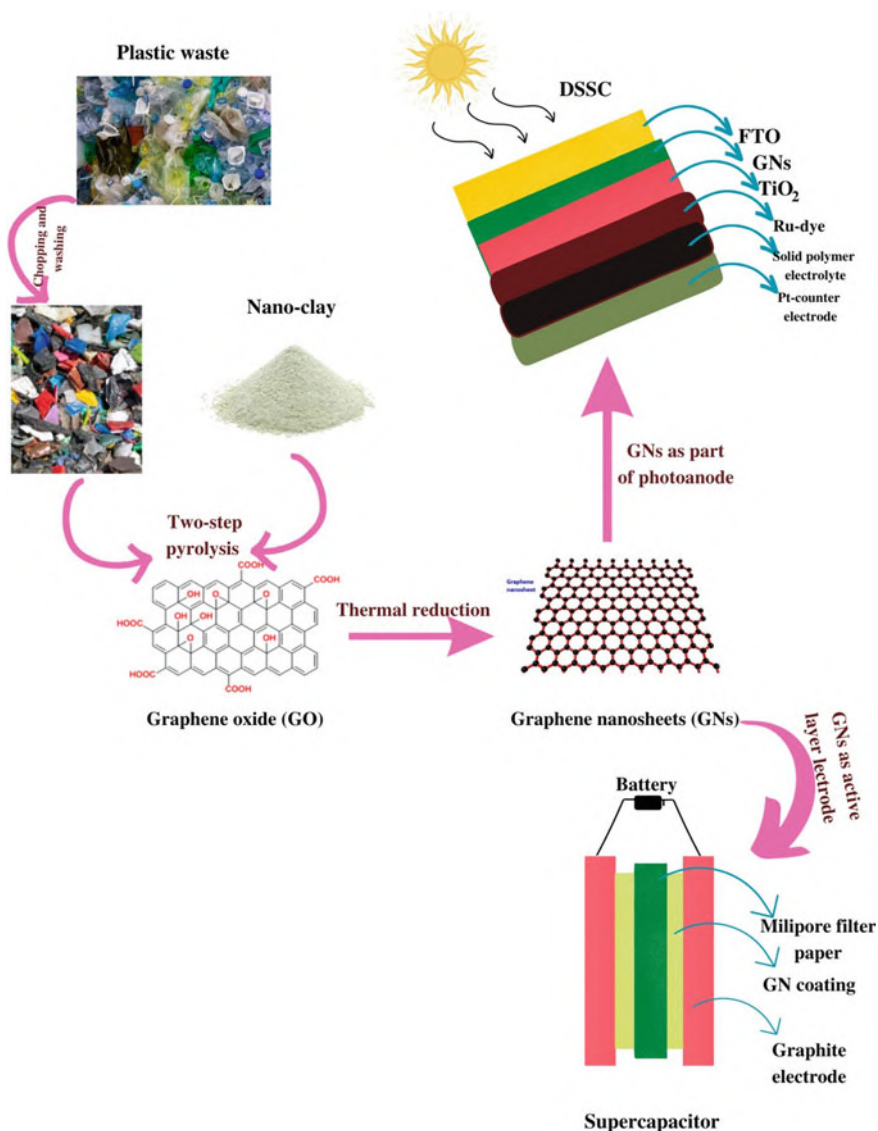 Plastic waste
DSSC
FTO
GNs
TiO₂
Ru-dye
Solid polymer
electrolyte
Pt-counter
electrode
Chopping and
washing
Nano-clay
GNs as part
of photoanode
Two-step
pyrolysis
COOH
COOH
OH
O
O
OH
OH
HOOC
O
OH
HOOC
COOH
Thermal reduction
Graphene
nanosheet
Graphene oxide (GO)
Graphene nanosheets (GNs)
GNs as active
layer lectrode
Battery
Milipore filter
paper
GN coating
Graphite
electrode
Supercapacitor